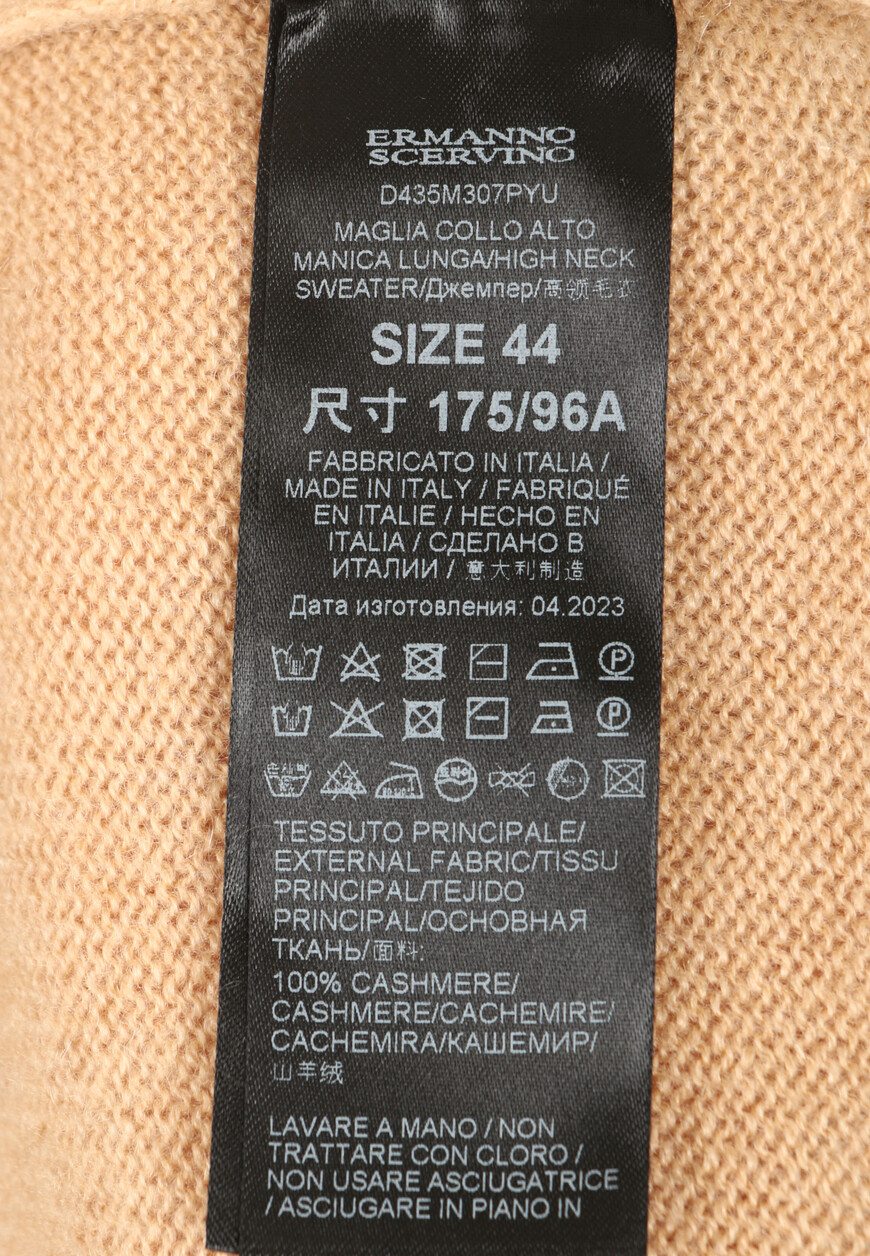 ERMANNO
SCERVINO
D435M307PYU
MAGLIA COLLO ALTO
MANICA LUNGA/HIGH NECK
SWEATER/Джемпер/高领毛衣
SIZE 44
尺寸 175/96A
FABBRICATO IN ITALIA /
MADE IN ITALY / FABRIQUÉ
EN ITALIE / HECHO EN
ITALIA / СДЕЛАНО В
ИТАЛИИ / 意大利制造
Дата изготовления: 04.2023
P
P
드라이
TESSUTO PRINCIPALE/
EXTERNAL FABRIC/TISSU
PRINCIPAL/TEJIDO
PRINCIPAL/ОСНОВНАЯ
ТКАНЬ/面料:
100% CASHMERE/
CASHMERE/CACHEMIRE/
CACHEMIRA/КАШЕМИР/
山羊绒
LAVARE A MANO / NON
TRATTARE CON CLORO /
NON USARE ASCIUGATRICE
/ ASCIUGARE IN PIANO IN